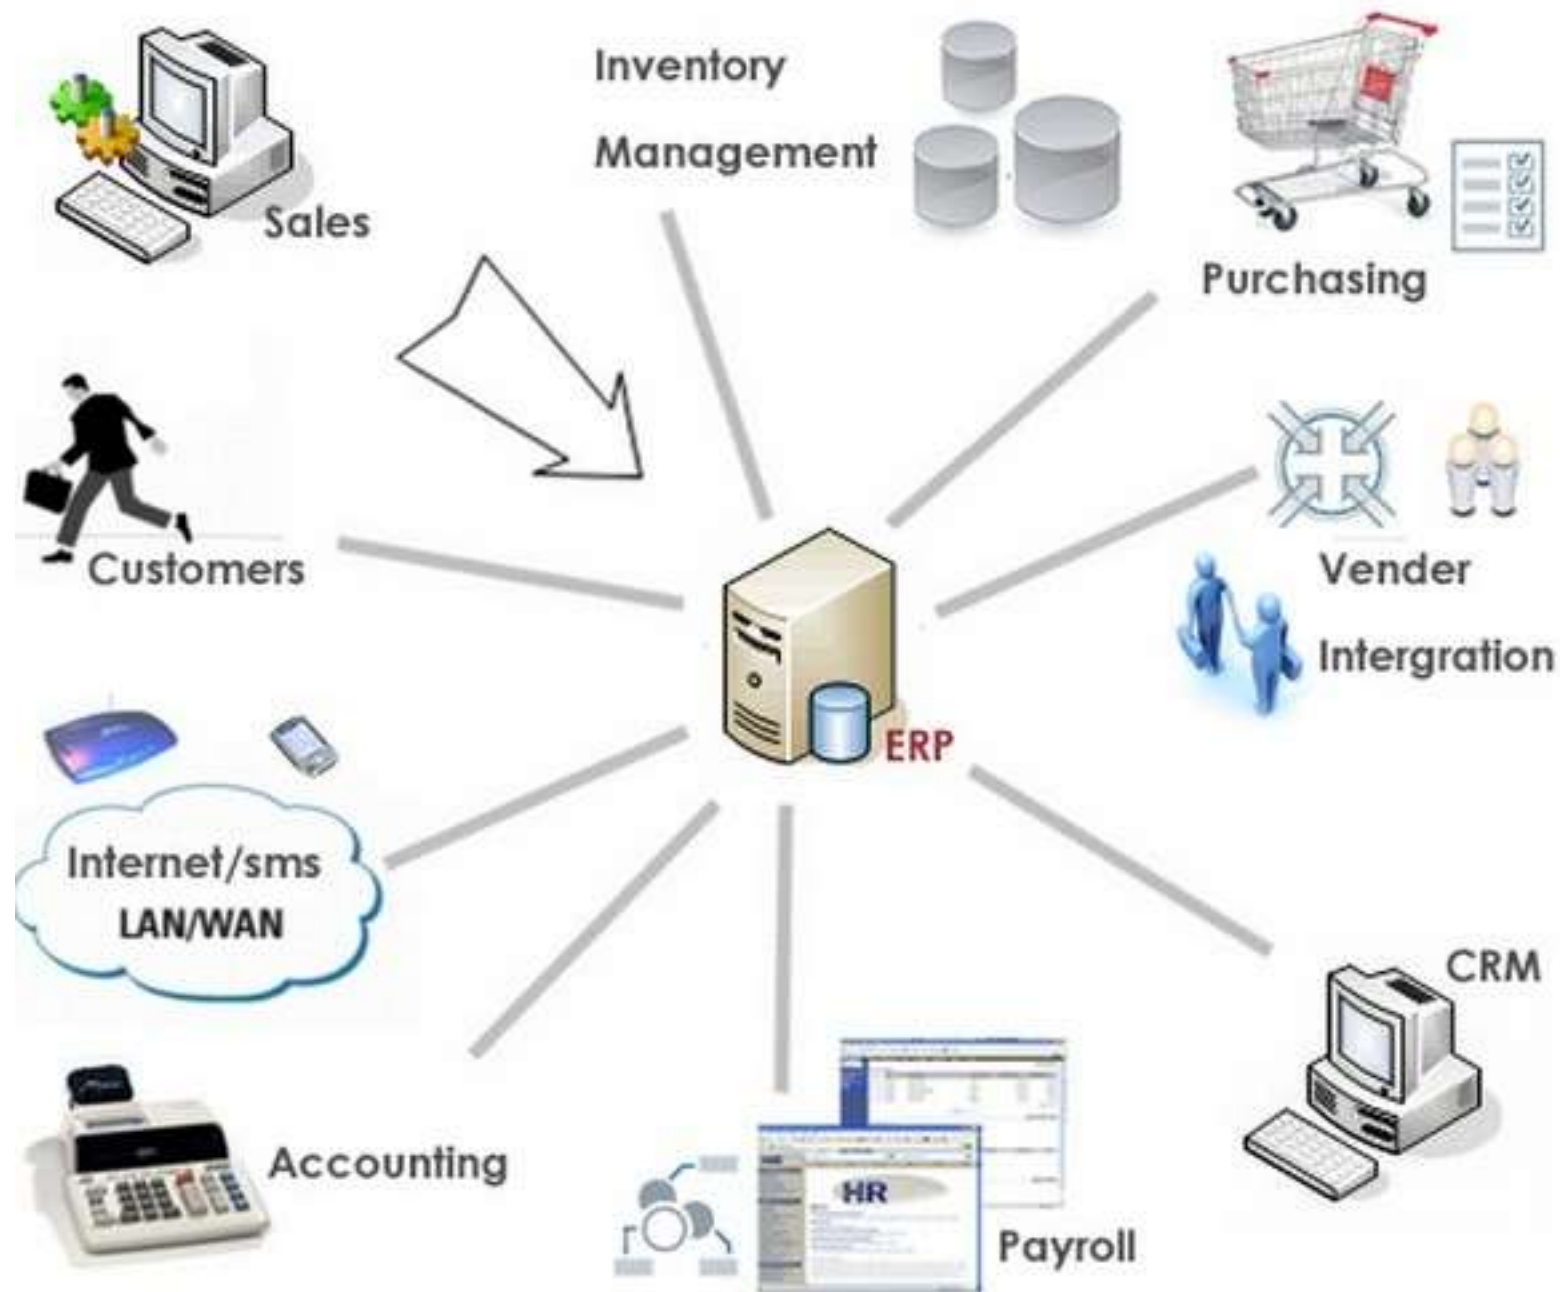 Sales
Inventory
Management
Purchasing
Customers
Vender
Intergration
ERP
Internet/sms
LAN/WAN
CRM
Accounting
HR
Payroll